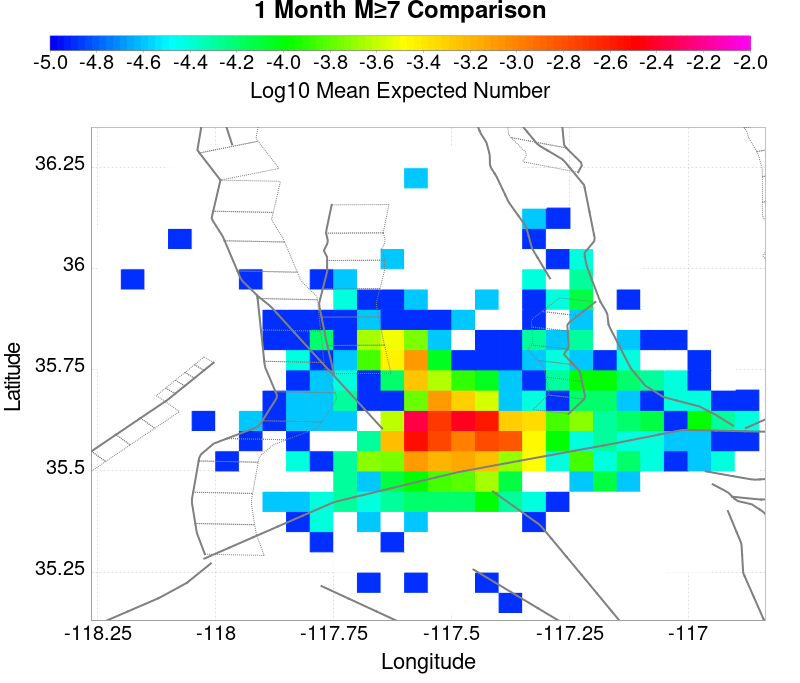 1 Month M≥7 Comparison
-5.0 -4.8 -4.6 -4.4 -4.2 -4.0 -3.8 -3.6 -3.4 -3.2 -3.0 -2.8 -2.6 -2.4 -2.2 -2.0
Log10 Mean Expected Number
36.25
36
35.75
35.5
35.25
Latitude
-118.25 -118 -117.75 -117.5 -117.25 -117
Longitude